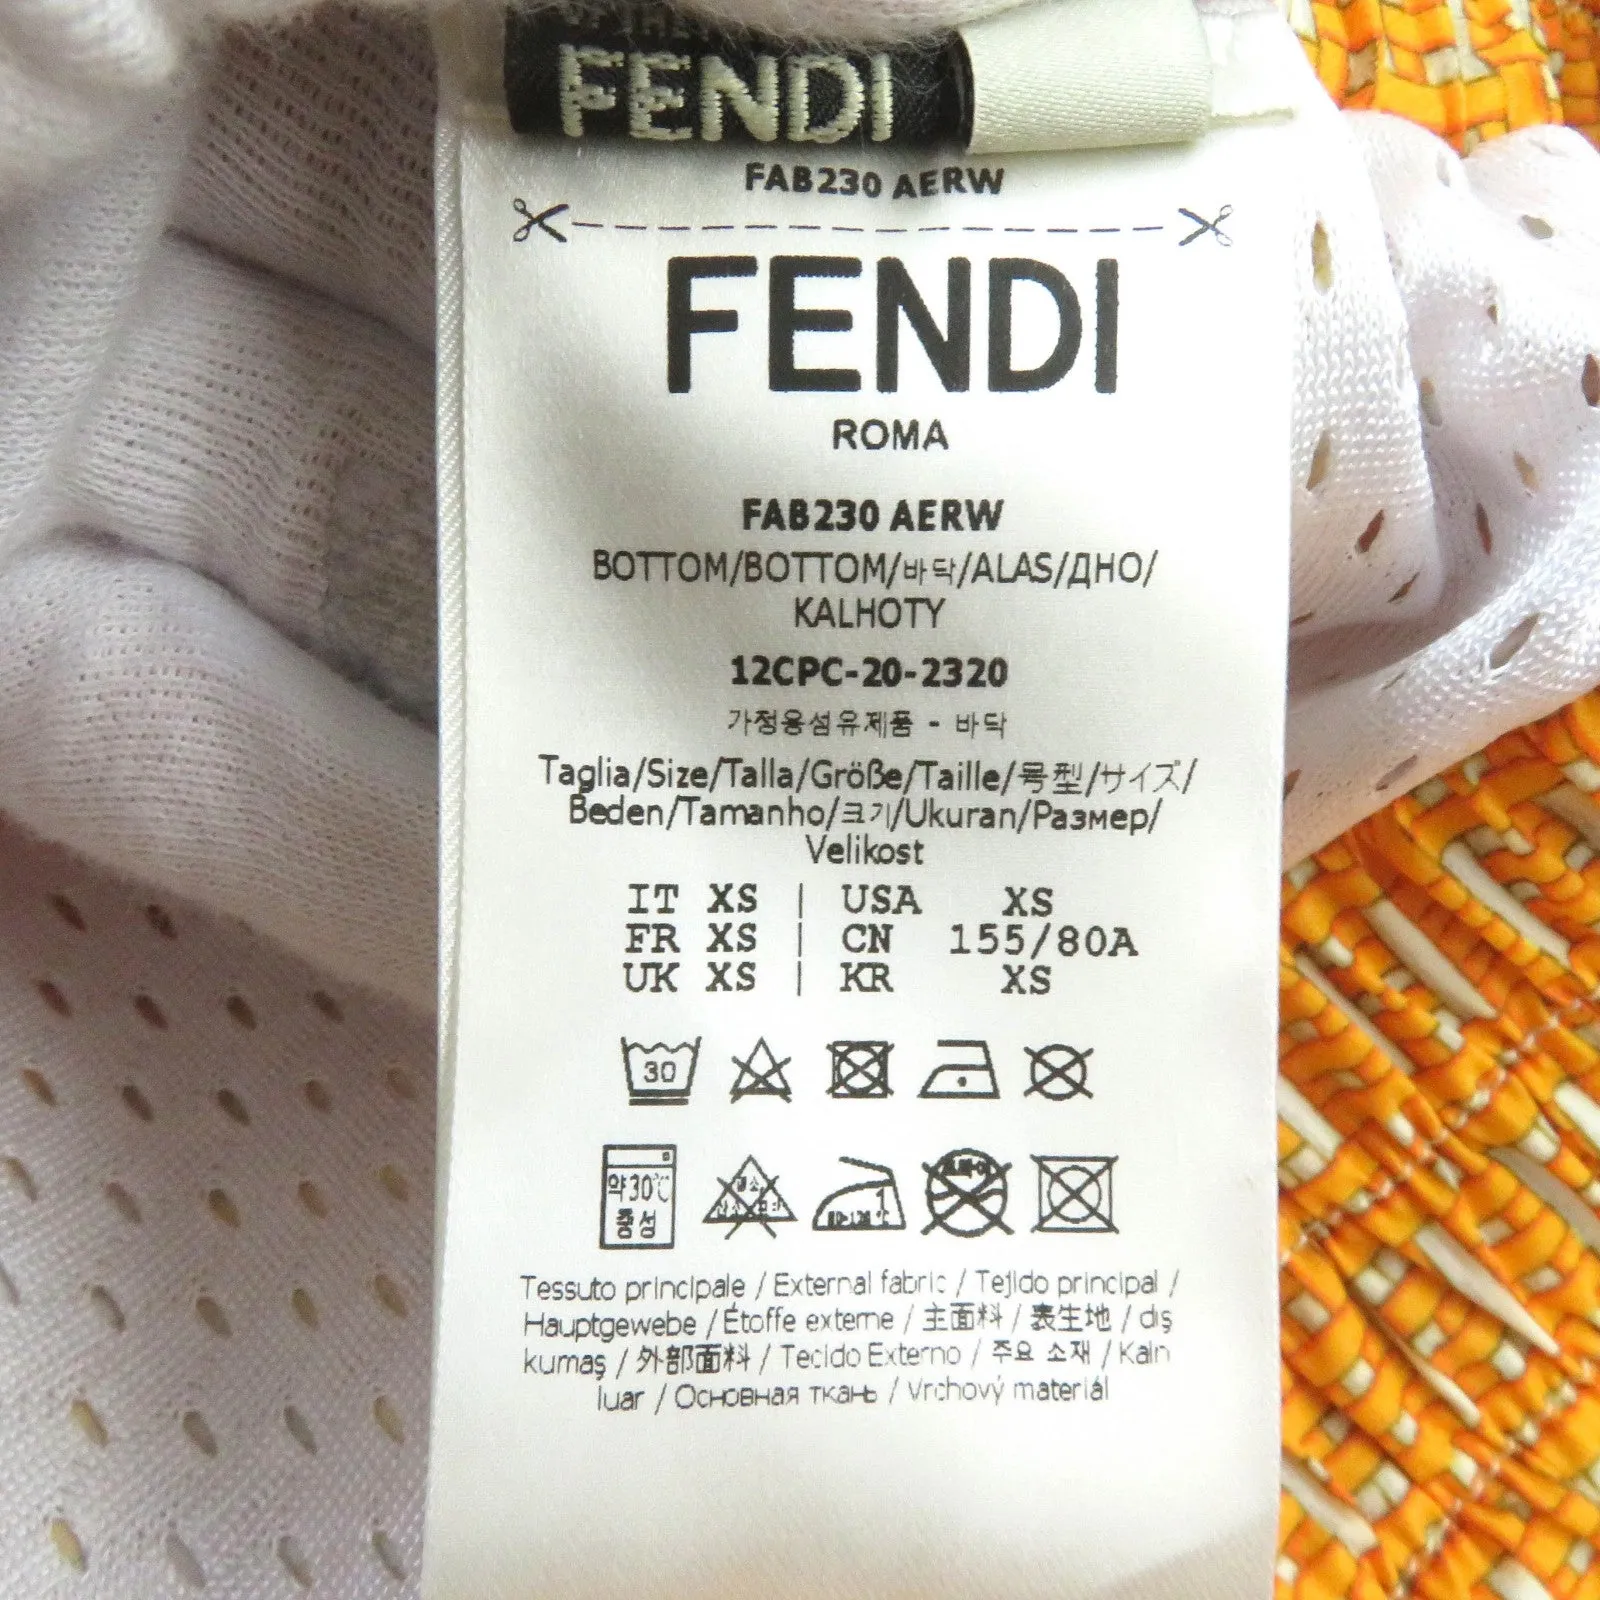 FENDI
FAB230 AERW
FENDI
ROMA
FAB230 AERW
BOTTOM/BOTTOM/바닥/ALAS/ДНО/
KALHOTY
12CPC-20-2320
가정용섬유제품 - 바닥
Taglia/Size/Talla/Größe/Taille/号型/サイズ/
Beden/Tamanho/크기/Ukuran/Размер/
Velikost
IT XS | USA XS
FR XS | CN 155/80A
UK XS | KR XS
30
약30℃
중성
Tessuto principale / External fabric / Tejido principal /
Hauptgewebe / Étoffe externe / 主面料 / 表生地 / dış
kumaş / 外部面料 / Tecido Externo / 주요 소재 / Kain
luar / Основная ткань / Vrchový materiál